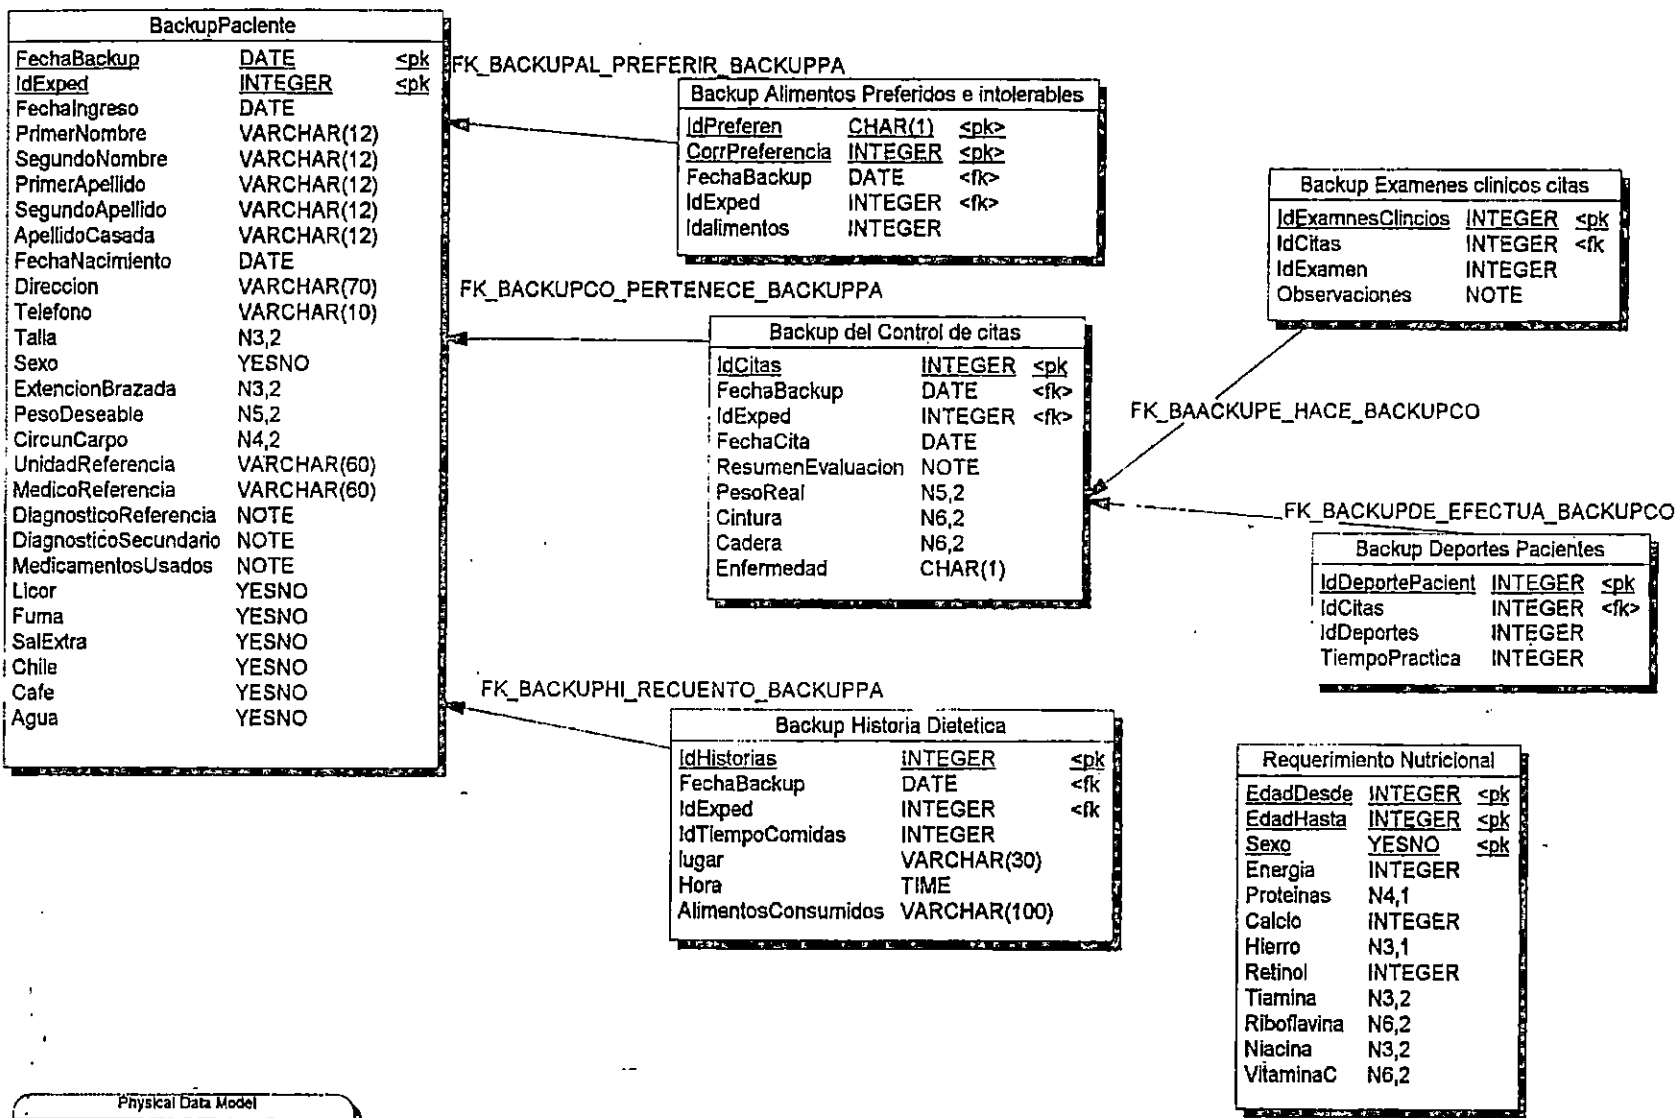 BackupPaciente
FechaBackup DATE <pk
IdExped INTEGER <pk
FechaIngreso DATE
PrimerNombre VARCHAR(12)
SegundoNombre VARCHAR(12)
PrimerApellido VARCHAR(12)
SegundoApellido VARCHAR(12)
ApellidoCasada VARCHAR(12)
FechaNacimiento DATE
Direccion VARCHAR(70)
Telefono VARCHAR(10)
Talla N3,2
Sexo YESNO
ExtencionBrazada N3,2
PesoDeseable N5,2
CircunCarpo N4,2
UnidadReferencia VARCHAR(60)
MedicoReferencia VARCHAR(60)
DiagnosticoReferencia NOTE
DiagnosticoSecundario NOTE
MedicamentosUsados NOTE
Licor YESNO
Fuma YESNO
SalExtra YESNO
Chile YESNO
Cafe YESNO
Agua YESNO
FK_BACKUPAL_PREFERIR_BACKUPPA
Backup Alimentos Preferidos e intolerables
IdPreferen CHAR(1) <pk>
CorrPreferencia INTEGER <pk>
FechaBackup DATE <fk>
IdExped INTEGER <fk>
Idalimentos INTEGER
FK_BACKUPCO_PERTENECE_BACKUPPA
Backup del Control de citas
IdCitas INTEGER <pk
FechaBackup DATE <fk>
IdExped INTEGER <fk>
FechaCita DATE
ResumenEvaluacion NOTE
PesoReal N5,2
Cintura N6,2
Cadera N6,2
Enfermedad CHAR(1)
Backup Examenes clinicos citas
IdExamnesClincios INTEGER <pk
IdCitas INTEGER <fk
IdExamen INTEGER
Observaciones NOTE
FK_BAACKUPE_HACE_BACKUPCO
FK_BACKUPDE_EFECTUA_BACKUPCO
Backup Deportes Pacientes
IdDeportePacient INTEGER <pk
IdCitas INTEGER <fk>
IdDeportes INTEGER
TiempoPractica INTEGER
FK_BACKUPHI_RECUENTO_BACKUPPA
Backup Historia Dietetica
IdHistorias INTEGER <pk
FechaBackup DATE <fk
IdExped INTEGER <fk
IdTiempoComidas INTEGER
lugar VARCHAR(30)
Hora TIME
AlimentosConsumidos VARCHAR(100)
Requerimiento Nutricional
EdadDesde INTEGER <pk
EdadHasta INTEGER <pk
Sexo YESNO <pk
Energia INTEGER
Proteinas N4,1
Calcio INTEGER
Hierro N3,1
Retinol INTEGER
Tiamina N3,2
Riboflavina N6,2
Niacina N3,2
VitaminaC N6,2
Physical Data Model